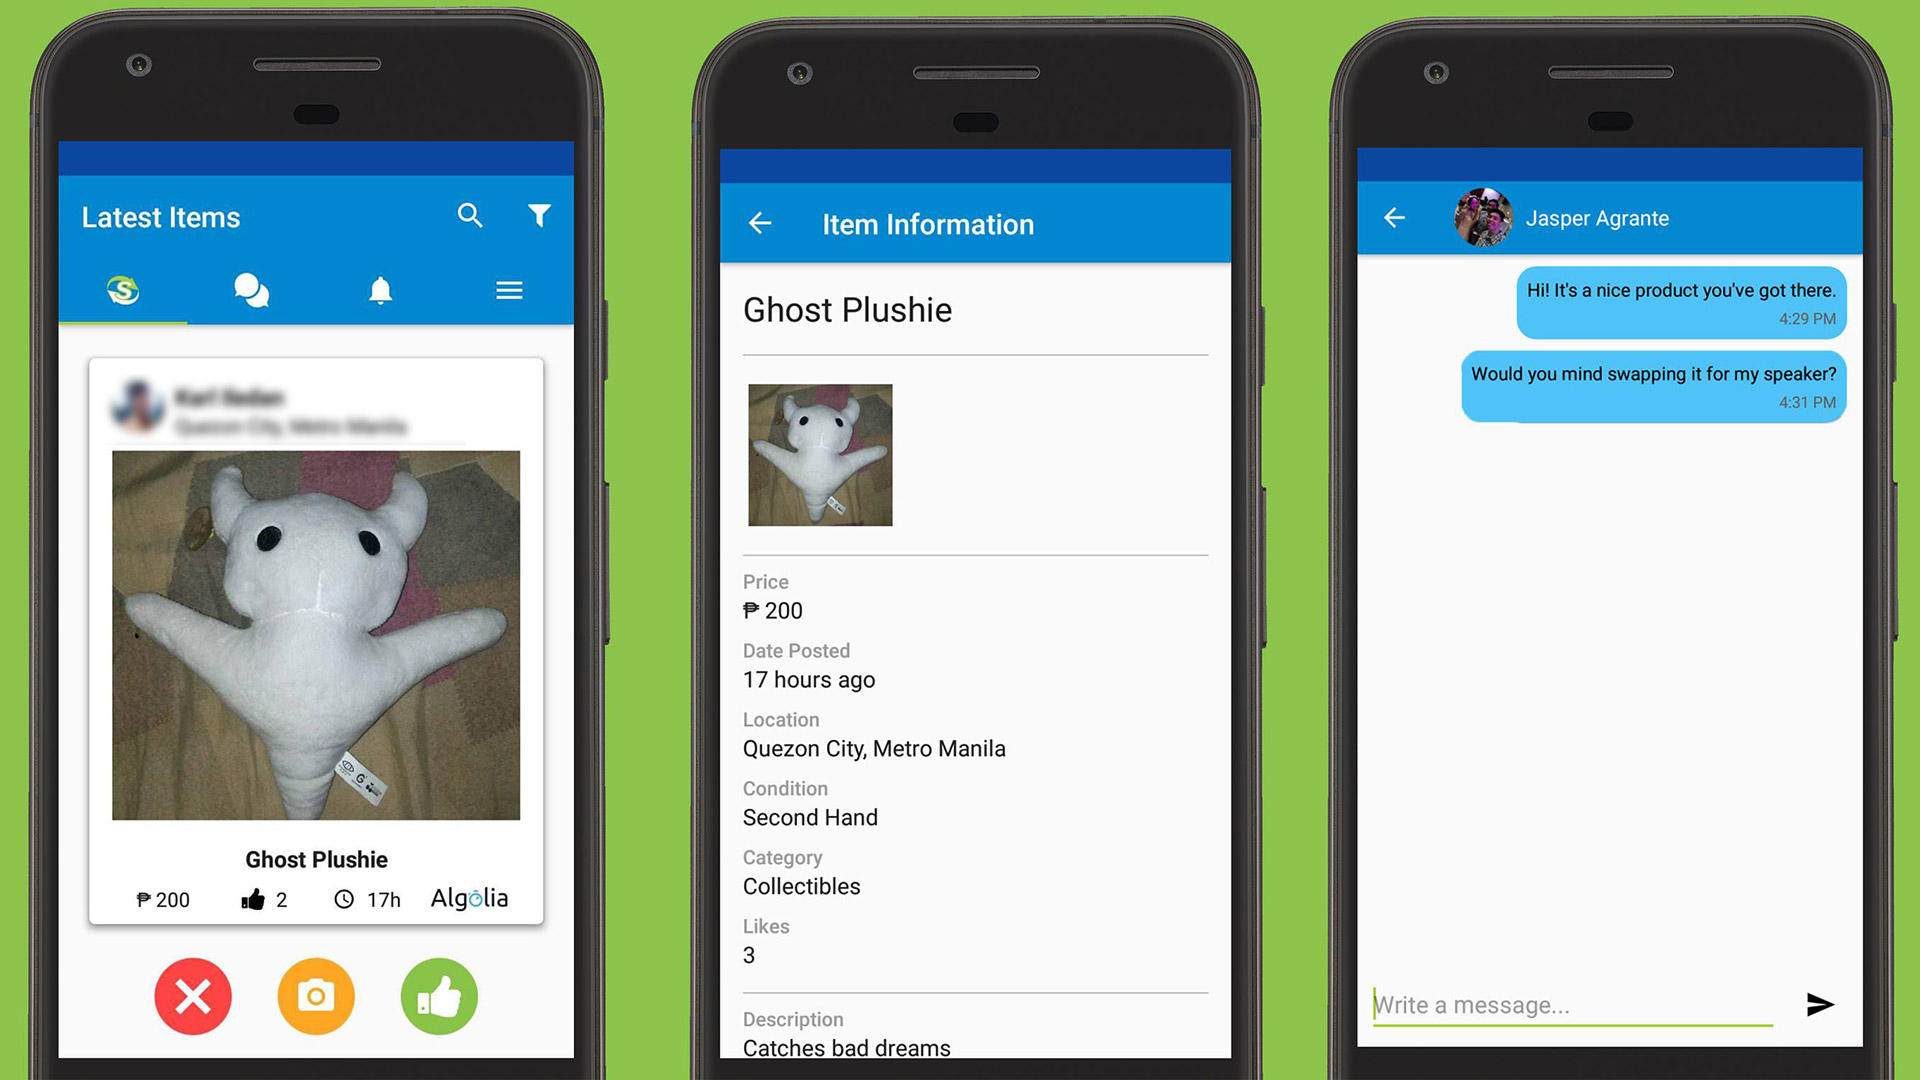 Latest Items
S
Ghost Plushie
₱ 200
2
17h
Algolia
Item Information
Ghost Plushie
Price
₱ 200
Date Posted
17 hours ago
Location
Quezon City, Metro Manila
Condition
Second Hand
Category
Collectibles
Likes
3
Description
Catches bad dreams
Jasper Agrante
Hi! It's a nice product you've got there.
4:29 PM
Would you mind swapping it for my speaker?
4:31 PM
Write a message...